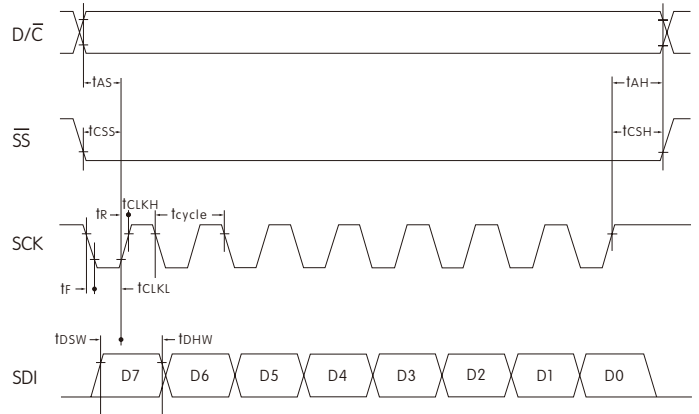 D/C̅
tAS
tAH
S̅S̅
tCSS
tCSH
tR
tCLKH
tcycle
SCK
tF
tCLKL
tDSW
tDHW
SDI
D7
D6
D5
D4
D3
D2
D1
D0